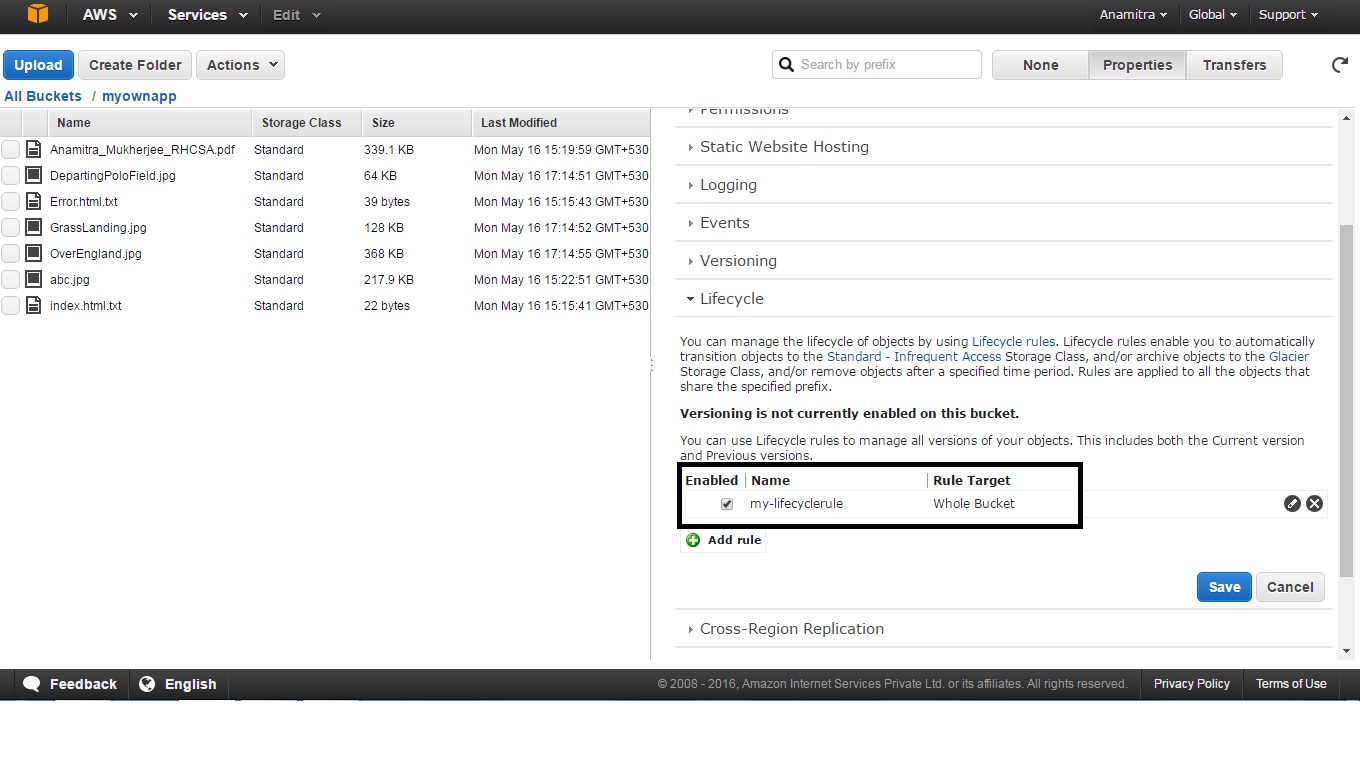 AWS Services Edit Anamitra Global Support
Upload Create Folder Actions Search by prefix None Properties Transfers
All Buckets / myownapp
Name Storage Class Size Last Modified
Anamitra_Mukherjee_RHCSA.pdf Standard 339.1 KB Mon May 16 15:19:59 GMT+530
DepartingPoloField.jpg Standard 64 KB Mon May 16 17:14:51 GMT+530
Error.html.txt Standard 39 bytes Mon May 16 15:15:43 GMT+530
GrassLanding.jpg Standard 128 KB Mon May 16 17:14:52 GMT+530
OverEngland.jpg Standard 368 KB Mon May 16 17:14:55 GMT+530
abc.jpg Standard 217.9 KB Mon May 16 15:22:51 GMT+530
index.html.txt Standard 22 bytes Mon May 16 15:15:41 GMT+530
Permissions
Static Website Hosting
Logging
Events
Versioning
Lifecycle
You can manage the lifecycle of objects by using Lifecycle rules. Lifecycle rules enable you to automatically
transition objects to the Standard - Infrequent Access Storage Class, and/or archive objects to the Glacier
Storage Class, and/or remove objects after a specified time period. Rules are applied to all the objects that
share the specified prefix.
Versioning is not currently enabled on this bucket.
You can use Lifecycle rules to manage all versions of your objects. This includes both the Current version
and Previous versions.
Enabled Name Rule Target
my-lifecyclerule Whole Bucket
Add rule
Save Cancel
Cross-Region Replication
Feedback English © 2008 - 2016, Amazon Internet Services Private Ltd. or its affiliates. All rights reserved. Privacy Policy Terms of Use